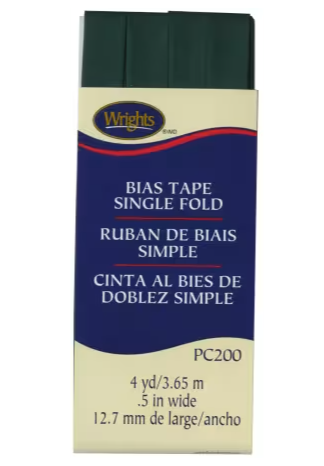 Wrights
BIAS TAPE
SINGLE FOLD
RUBAN DE BIAIS
SIMPLE
CINTA AL BIES DE
DOBLEZ SIMPLE
PC200
4 yd/3.65 m
.5 in wide
12.7 mm de large/ancho